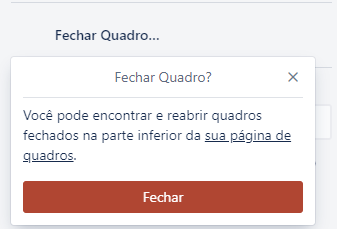 Fechar Quadro...
Fechar Quadro?
Você pode encontrar e reabrir quadros
fechados na parte inferior da sua página de
quadros.
Fechar